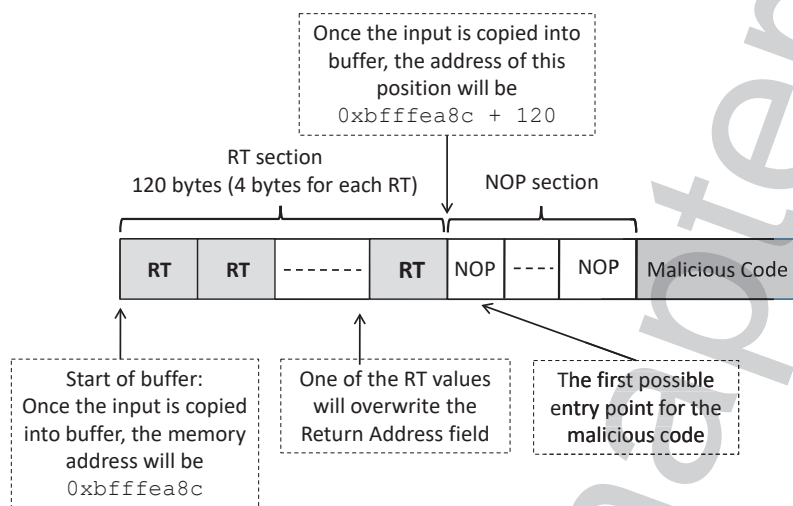 Once the input is copied into
buffer, the address of this
position will be
0xbfffea8c + 120
RT section
120 bytes (4 bytes for each RT)
NOP section
RT
RT
RT
NOP
NOP
Malicious Code
Start of buffer:
Once the input is copied
into buffer, the memory
address will be
0xbfffea8c
One of the RT values
will overwrite the
Return Address field
The first possible
entry point for the
malicious code